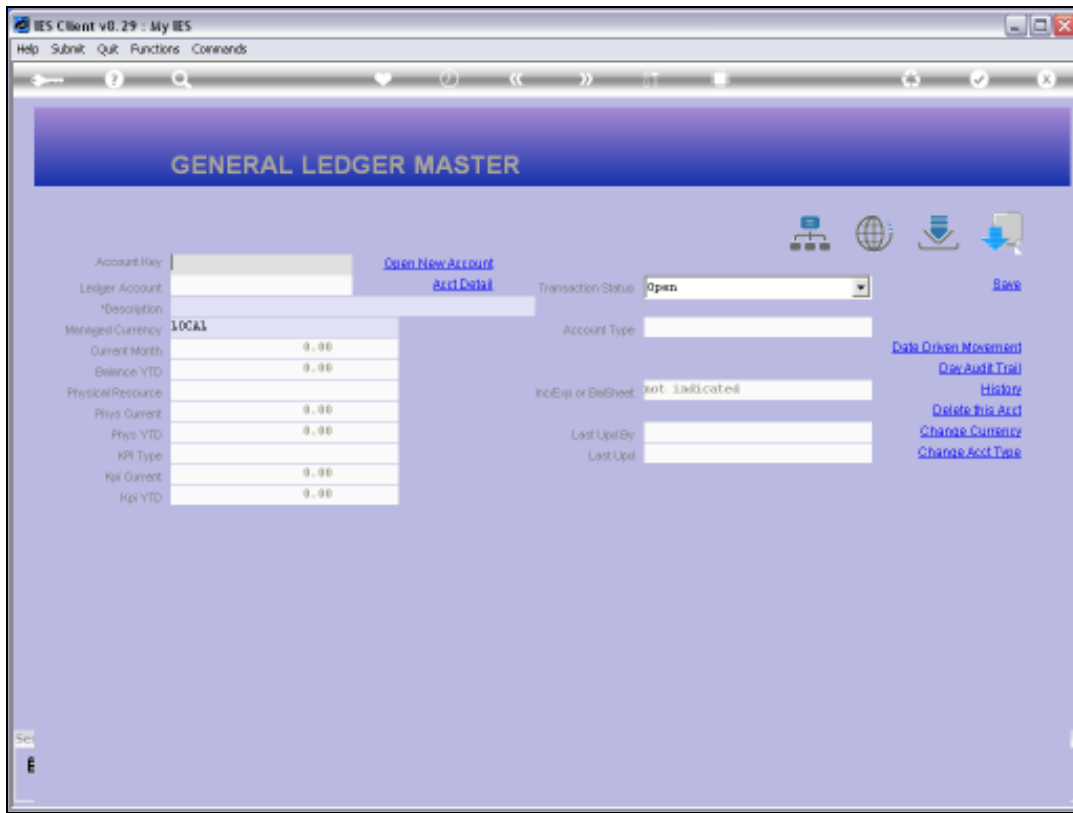 IES Client v8.29 : My IES
Help Submit Quit Functions Commands
GENERAL LEDGER MASTER
Account Key
Open New Account
Ledger Account
Acct Detail
Transaction Status Open
Save
*Description
Managed Currency LOCAL
Account Type
Current Month 0.00
Date Driven Movement
Balance YTD 0.00
Day Audit Trail
Physical Resource
Inc/Exp or BalSheet not indicated
History
Phys Current 0.00
Delete this Acct
Phys YTD 0.00
Last Upd By
Change Currency
KPI Type
Last Upd
Change Acct Type
Kpi Current 0.00
Kpi YTD 0.00
Ses